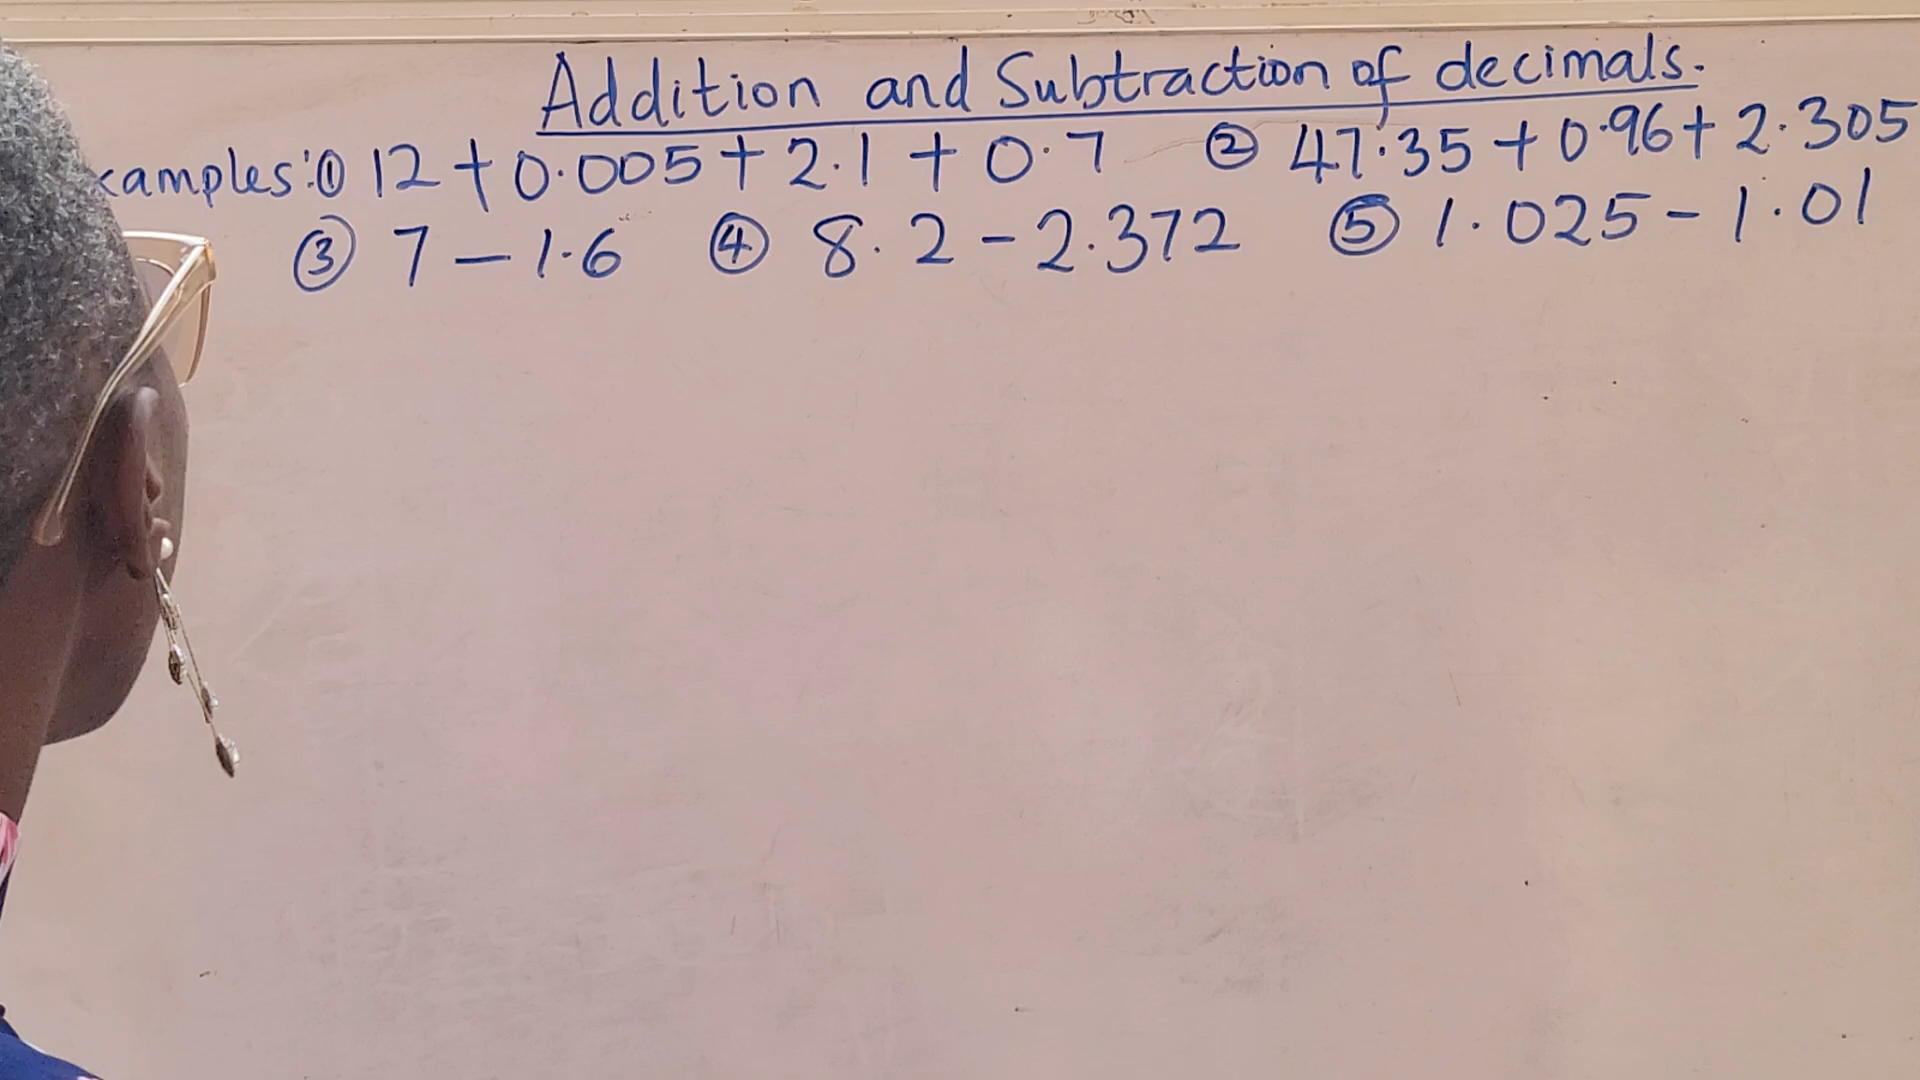 Addition and Subtraction of decimals.
xamples: ① 12 + 0.005 + 2.1 + 0.7 ② 47.35 + 0.96 + 2.305
③ 7 - 1.6 ④ 8.2 - 2.372 ⑤ 1.025 - 1.01